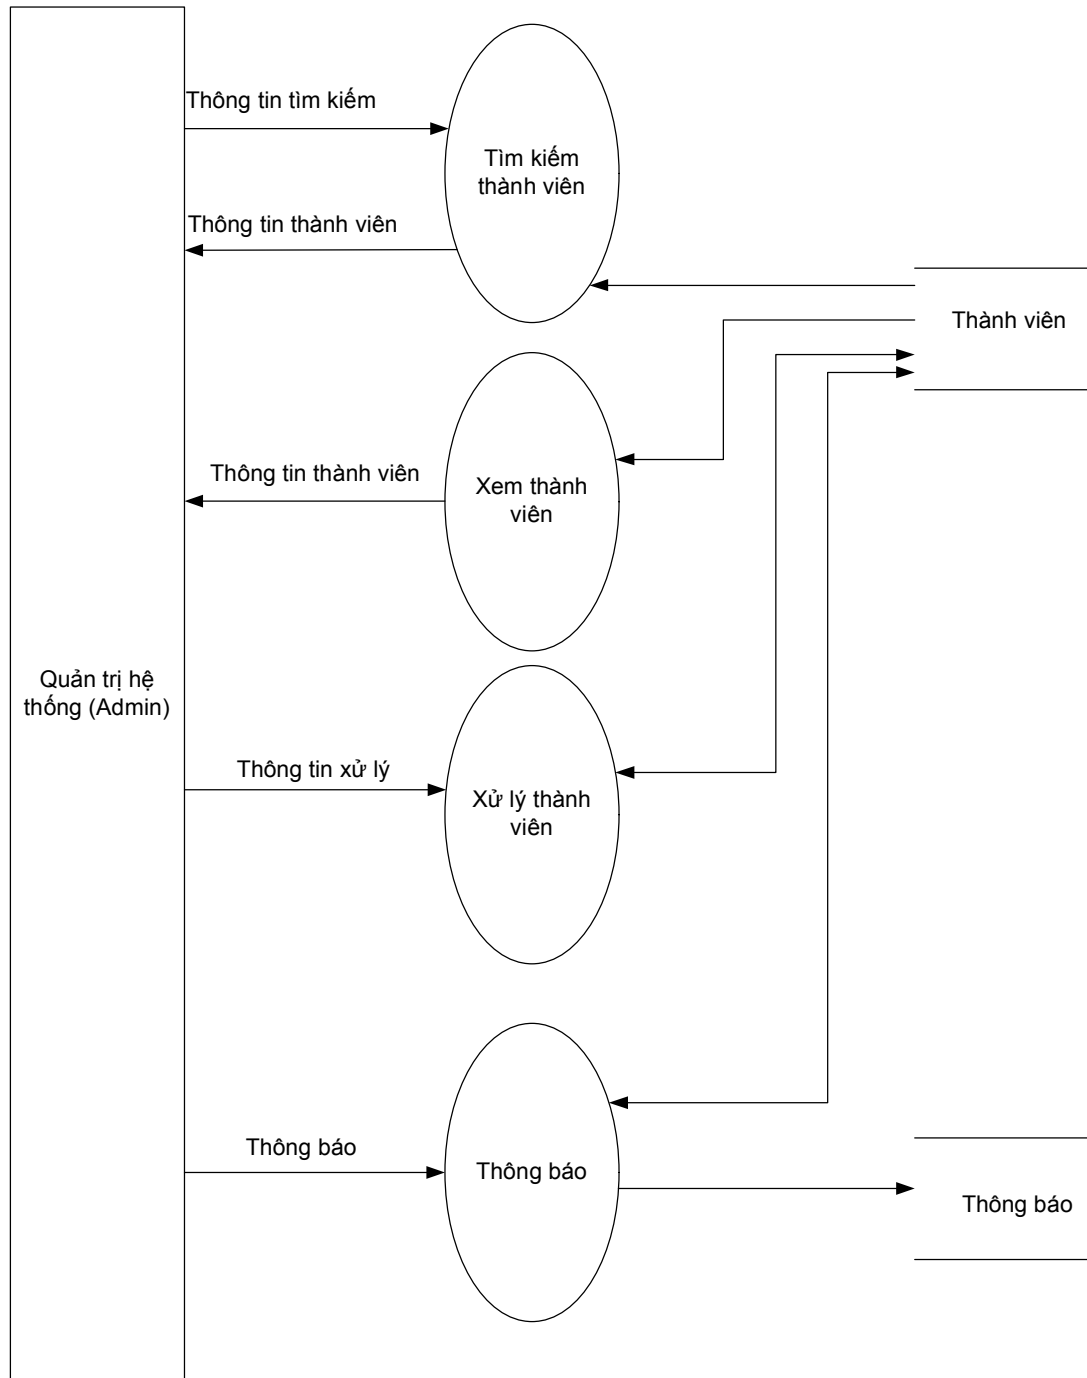 Thông tin tìm kiếm
Tìm kiếm
thành viên
Thông tin thành viên
Thành viên
Thông tin thành viên
Xem thành
viên
Quản trị hệ
thống (Admin)
Thông tin xử lý
Xử lý thành
viên
Thông báo
Thông báo
Thông báo